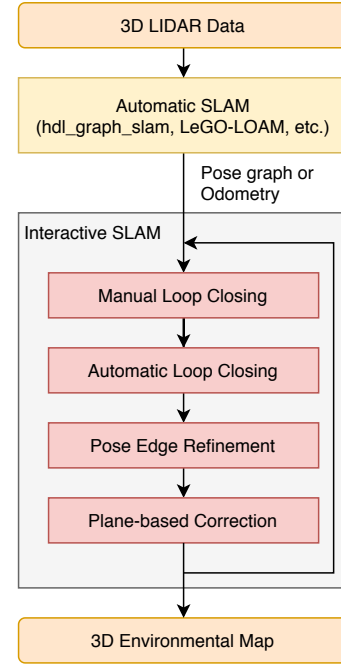 3D LIDAR Data
Automatic SLAM
(hdl_graph_slam, LeGO-LOAM, etc.)
Pose graph or
Odometry
Interactive SLAM
Manual Loop Closing
Automatic Loop Closing
Pose Edge Refinement
Plane-based Correction
3D Environmental Map